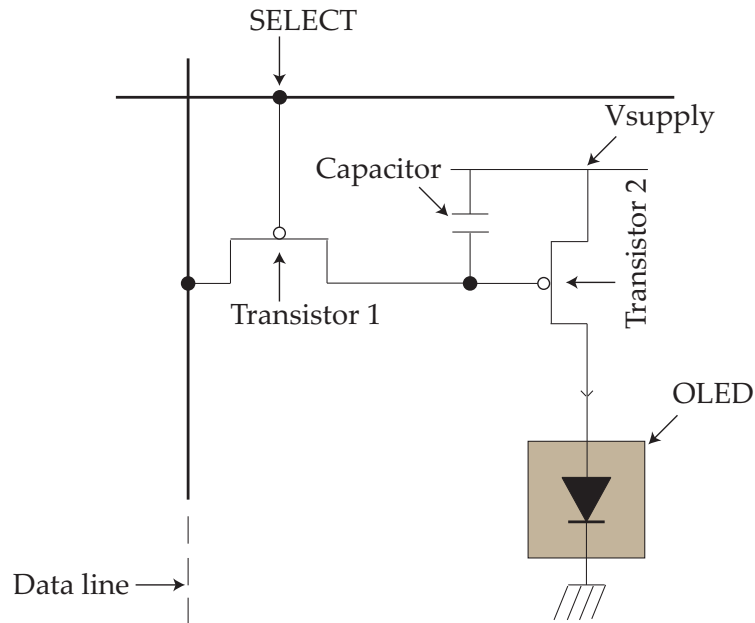 SELECT
Vsupply
Capacitor
Transistor 2
Transistor 1
OLED
Data line